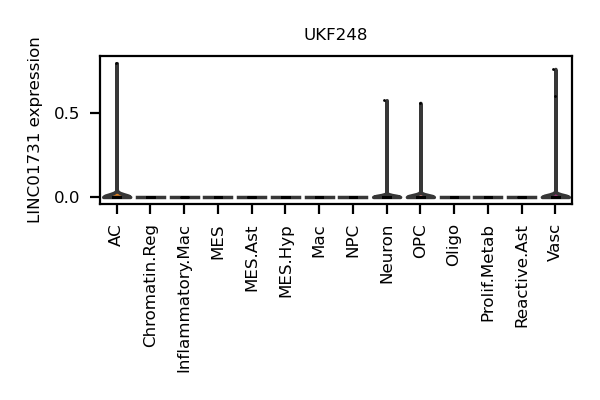 UKF248
LINC01731 expression
0.5
0.0
AC
Chromatin.Reg
Inflammatory.Mac
MES
MES.Ast
MES.Hyp
Mac
NPC
Neuron
OPC
Oligo
Prolif.Metab
Reactive.Ast
Vasc